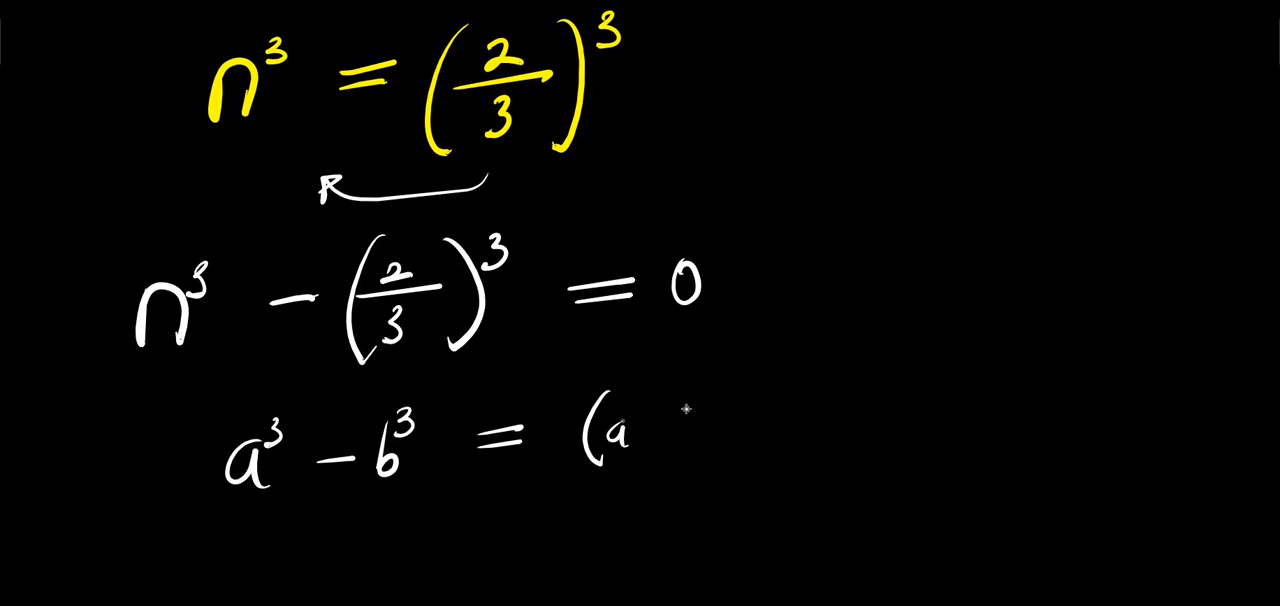 n³ = (2/3)³
n³ - (2/3)³ = 0
a³ - b³ = (a